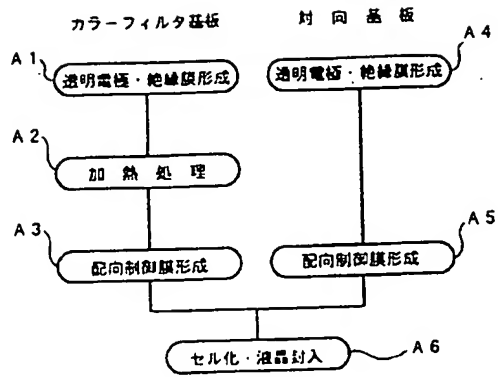 カラーフィルタ基板
対向基板
A1
透明電極・絶縁膜形成
A4
透明電極・絶縁膜形成
A2
加熱処理
A3
配向制御膜形成
A5
配向制御膜形成
セル化・液晶封入
A6